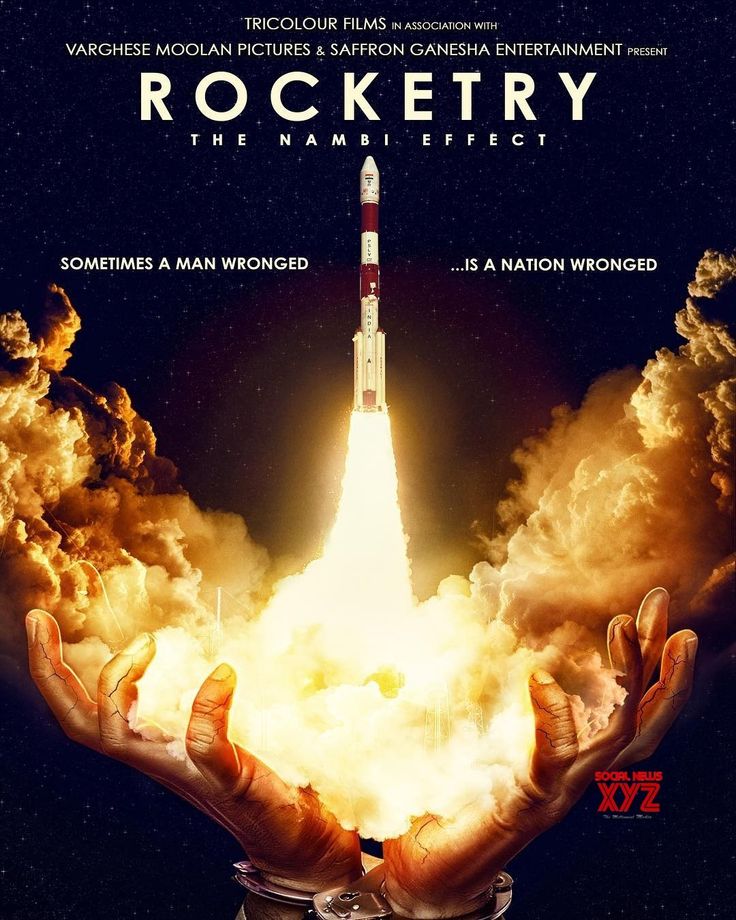 TRICOLOUR FILMS IN ASSOCIATION WITH
VARGHESE MOOLAN PICTURES & SAFFRON GANESHA ENTERTAINMENT PRESENT
ROCKETRY
THE NAMBI EFFECT
SOMETIMES A MAN WRONGED
...IS A NATION WRONGED
PSLV
INDIA
SOCIAL NEWS
XYZ